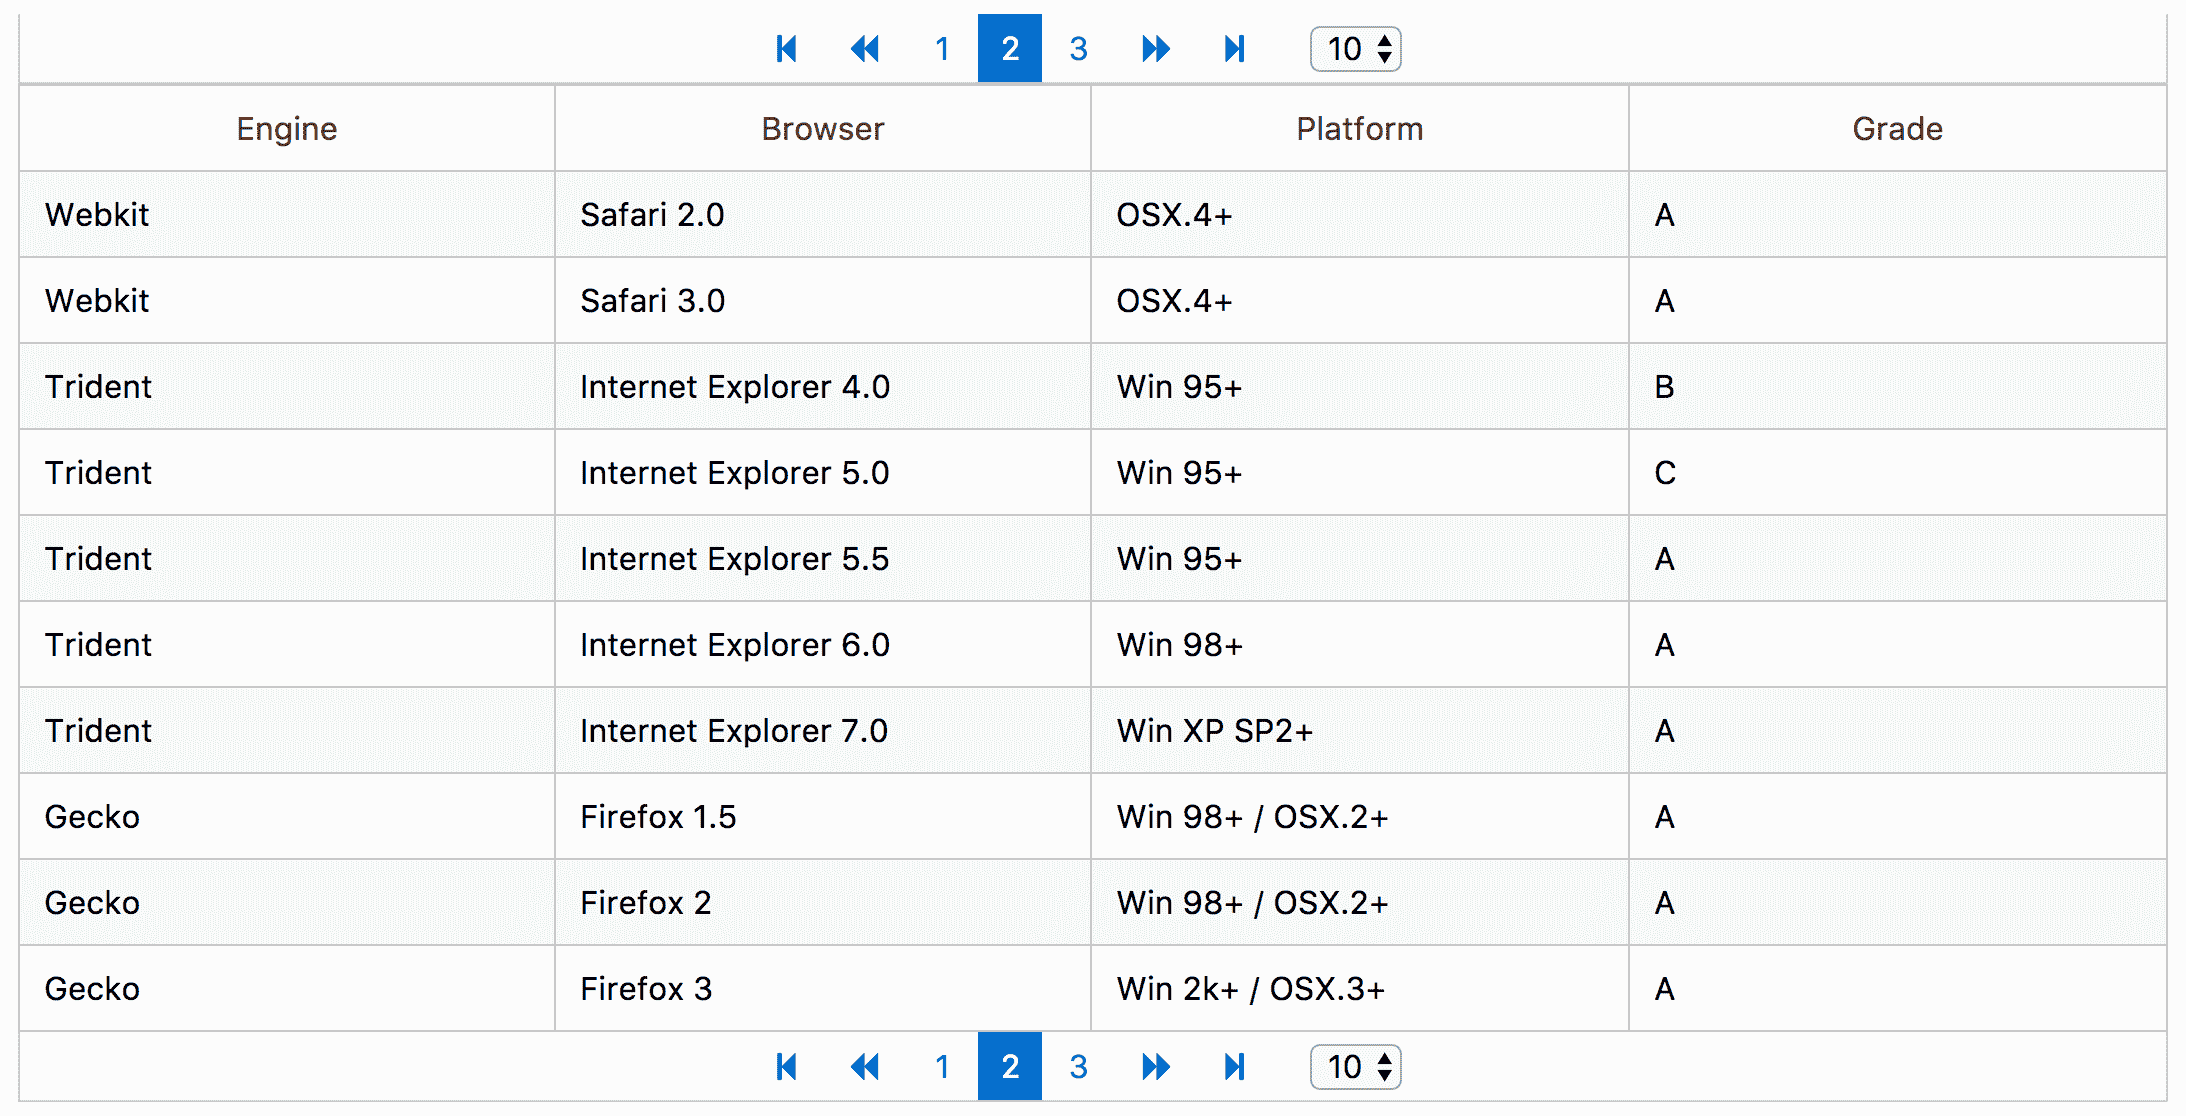 1 2 3 10
Engine Browser Platform Grade
Webkit Safari 2.0 OSX.4+ A
Webkit Safari 3.0 OSX.4+ A
Trident Internet Explorer 4.0 Win 95+ B
Trident Internet Explorer 5.0 Win 95+ C
Trident Internet Explorer 5.5 Win 95+ A
Trident Internet Explorer 6.0 Win 98+ A
Trident Internet Explorer 7.0 Win XP SP2+ A
Gecko Firefox 1.5 Win 98+ / OSX.2+ A
Gecko Firefox 2 Win 98+ / OSX.2+ A
Gecko Firefox 3 Win 2k+ / OSX.3+ A
1 2 3 10